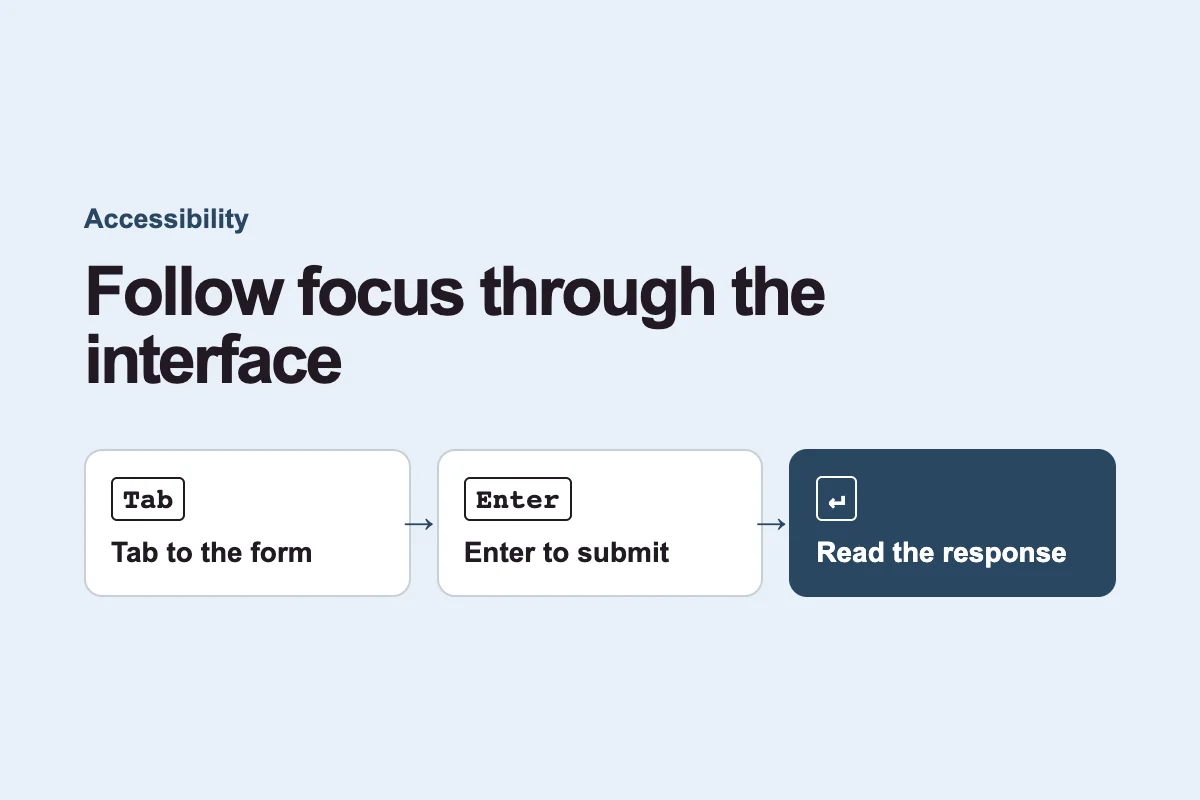 Accessibility
Follow focus through the
interface
Tab
Tab to the form
→
Enter
Enter to submit
→
↵
Read the response